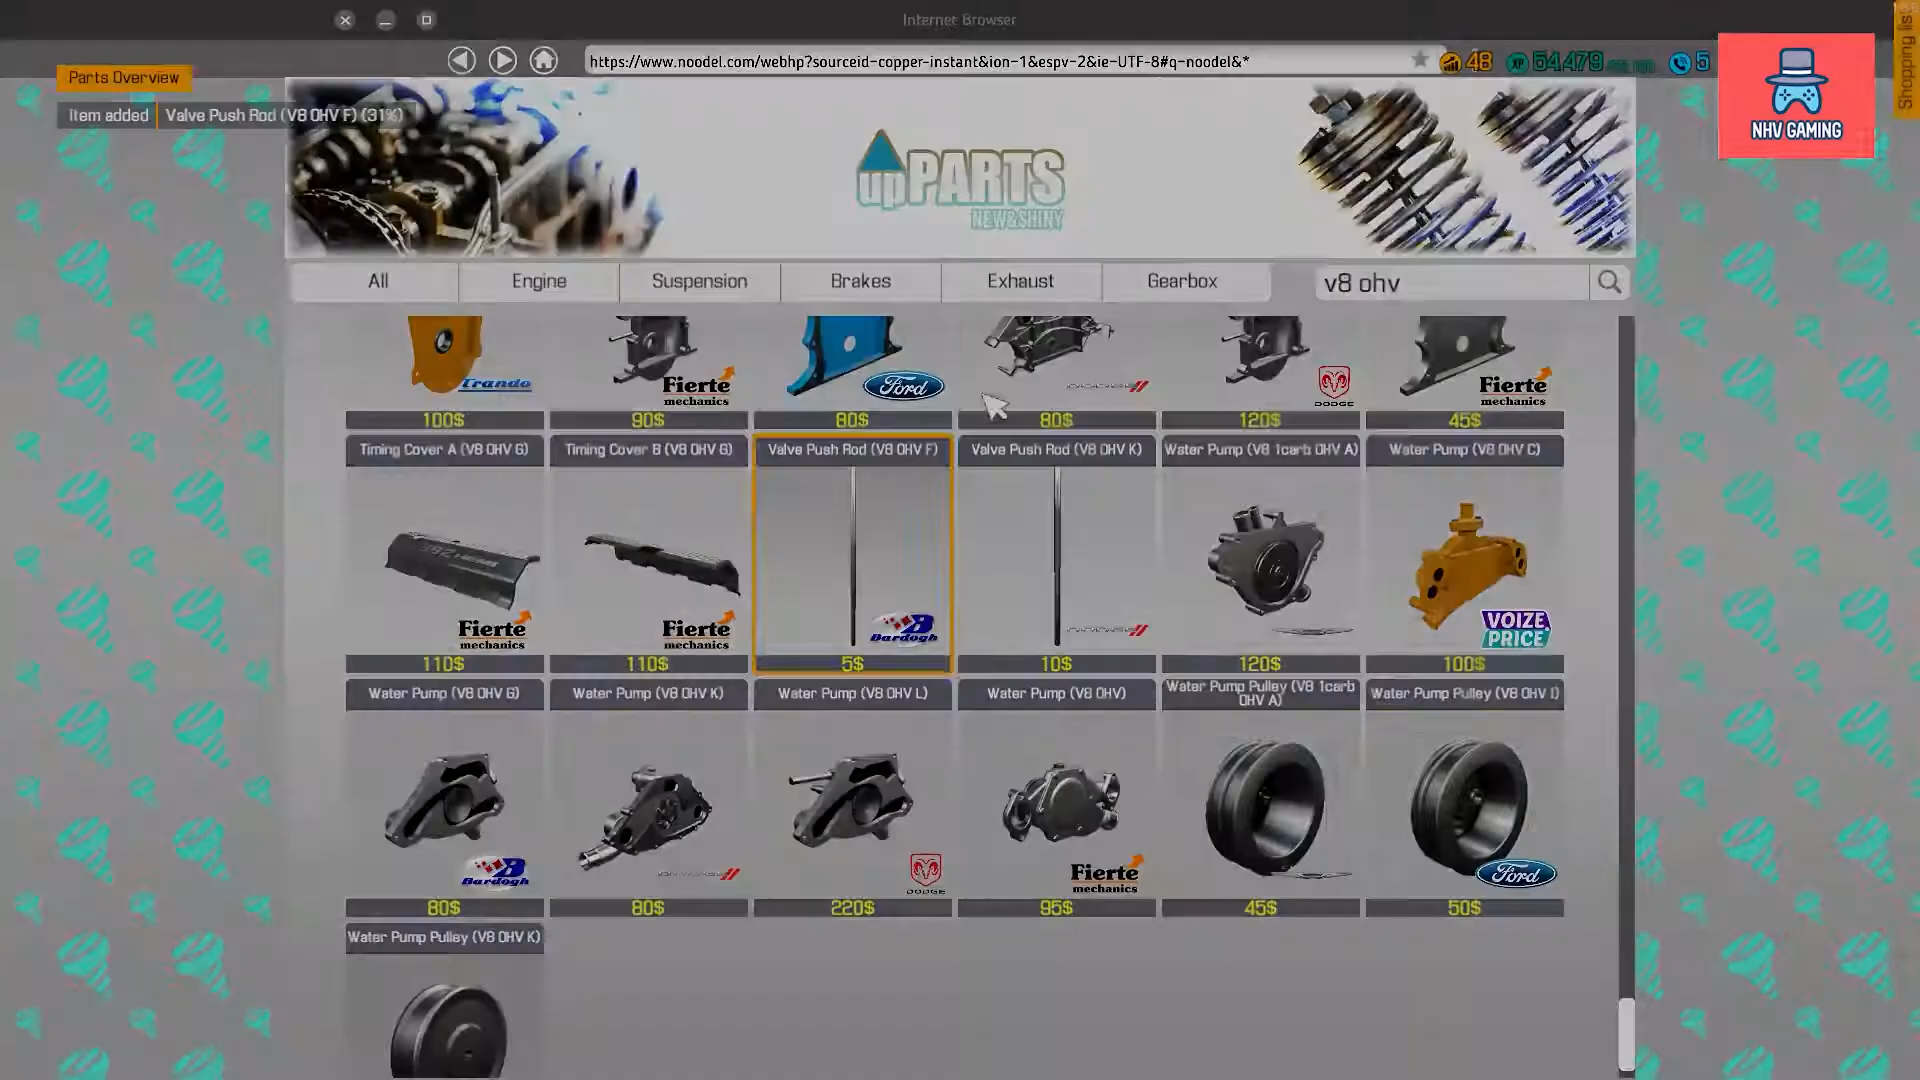 Internet Browser
https://www.noodel.com/webhp?sourceid-copper-instant&ion-1&espv-2&ie-UTF-8#q-noodel&*
48
XP 54,479
5
Shopping list
Parts Overview
Item added Valve Push Rod (V8 OHV F) (31%)
NHV GAMING
upPARTS
NEW&SHINY
All Engine Suspension Brakes Exhaust Gearbox v8 ohv
Trando Fierte mechanics Ford DODGE DODGE Fierte mechanics
100$ 90$ 80$ 80$ 120$ 45$
Timing Cover A (V8 OHV G) Timing Cover B (V8 OHV G) Valve Push Rod (V8 OHV F) Valve Push Rod (V8 OHV K) Water Pump (V8 1carb OHV A) Water Pump (V8 OHV C)
Fierte mechanics Fierte mechanics Bardogh DODGE VOIZE PRICE
110$ 110$ 5$ 10$ 120$ 100$
Water Pump (V8 OHV G) Water Pump (V8 OHV K) Water Pump (V8 OHV L) Water Pump (V8 OHV) Water Pump Pulley (V8 1carb OHV A) Water Pump Pulley (V8 OHV I)
Bardogh DODGE DODGE Fierte mechanics Ford
80$ 80$ 220$ 95$ 45$ 50$
Water Pump Pulley (V8 OHV K)